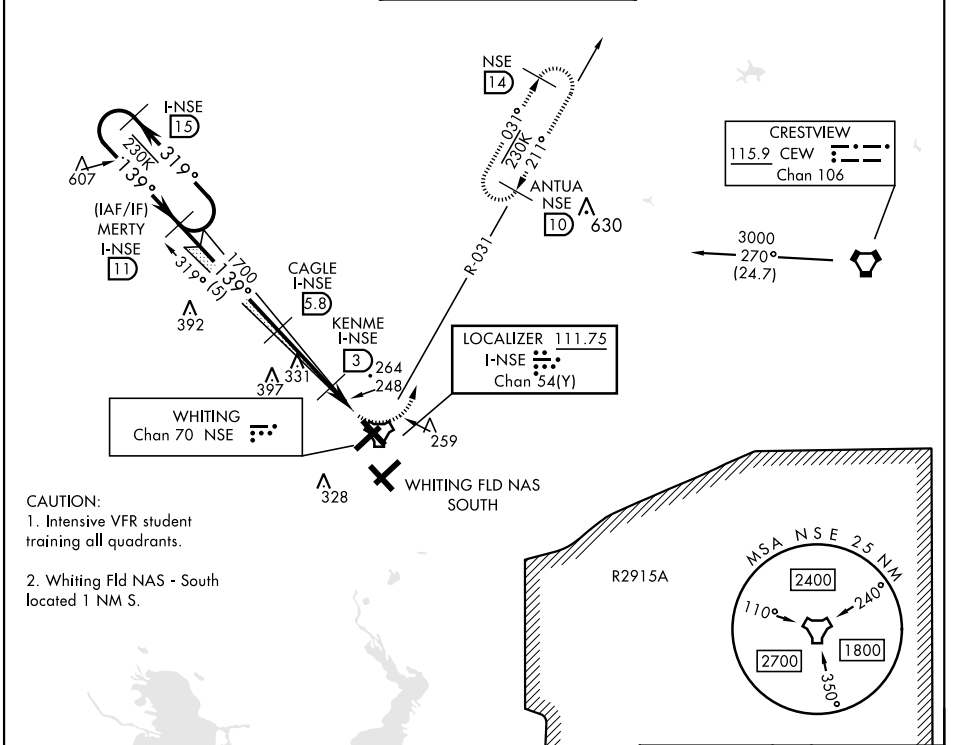 NSE
14
031°
230K
211°
ANTUA
NSE
10
630
R-031
I-NSE
15
230K
319°
139°
607
(IAF/IF)
MERTY
I-NSE
11
1700
139°
319° (5)
392
CAGLE
I-NSE
5.8
KENME
I-NSE
3
264
248
331
397
259
328
CRESTVIEW
115.9 CEW
Chan 106
3000
270°
(24.7)
LOCALIZER 111.75
I-NSE
Chan 54(Y)
WHITING
Chan 70 NSE
WHITING FLD NAS
SOUTH
CAUTION:
1. Intensive VFR student
training all quadrants.
2. Whiting Fld NAS - South
located 1 NM S.
R2915A
MSA NSE 25 NM
2400
110°
240°
2700
1800
350°